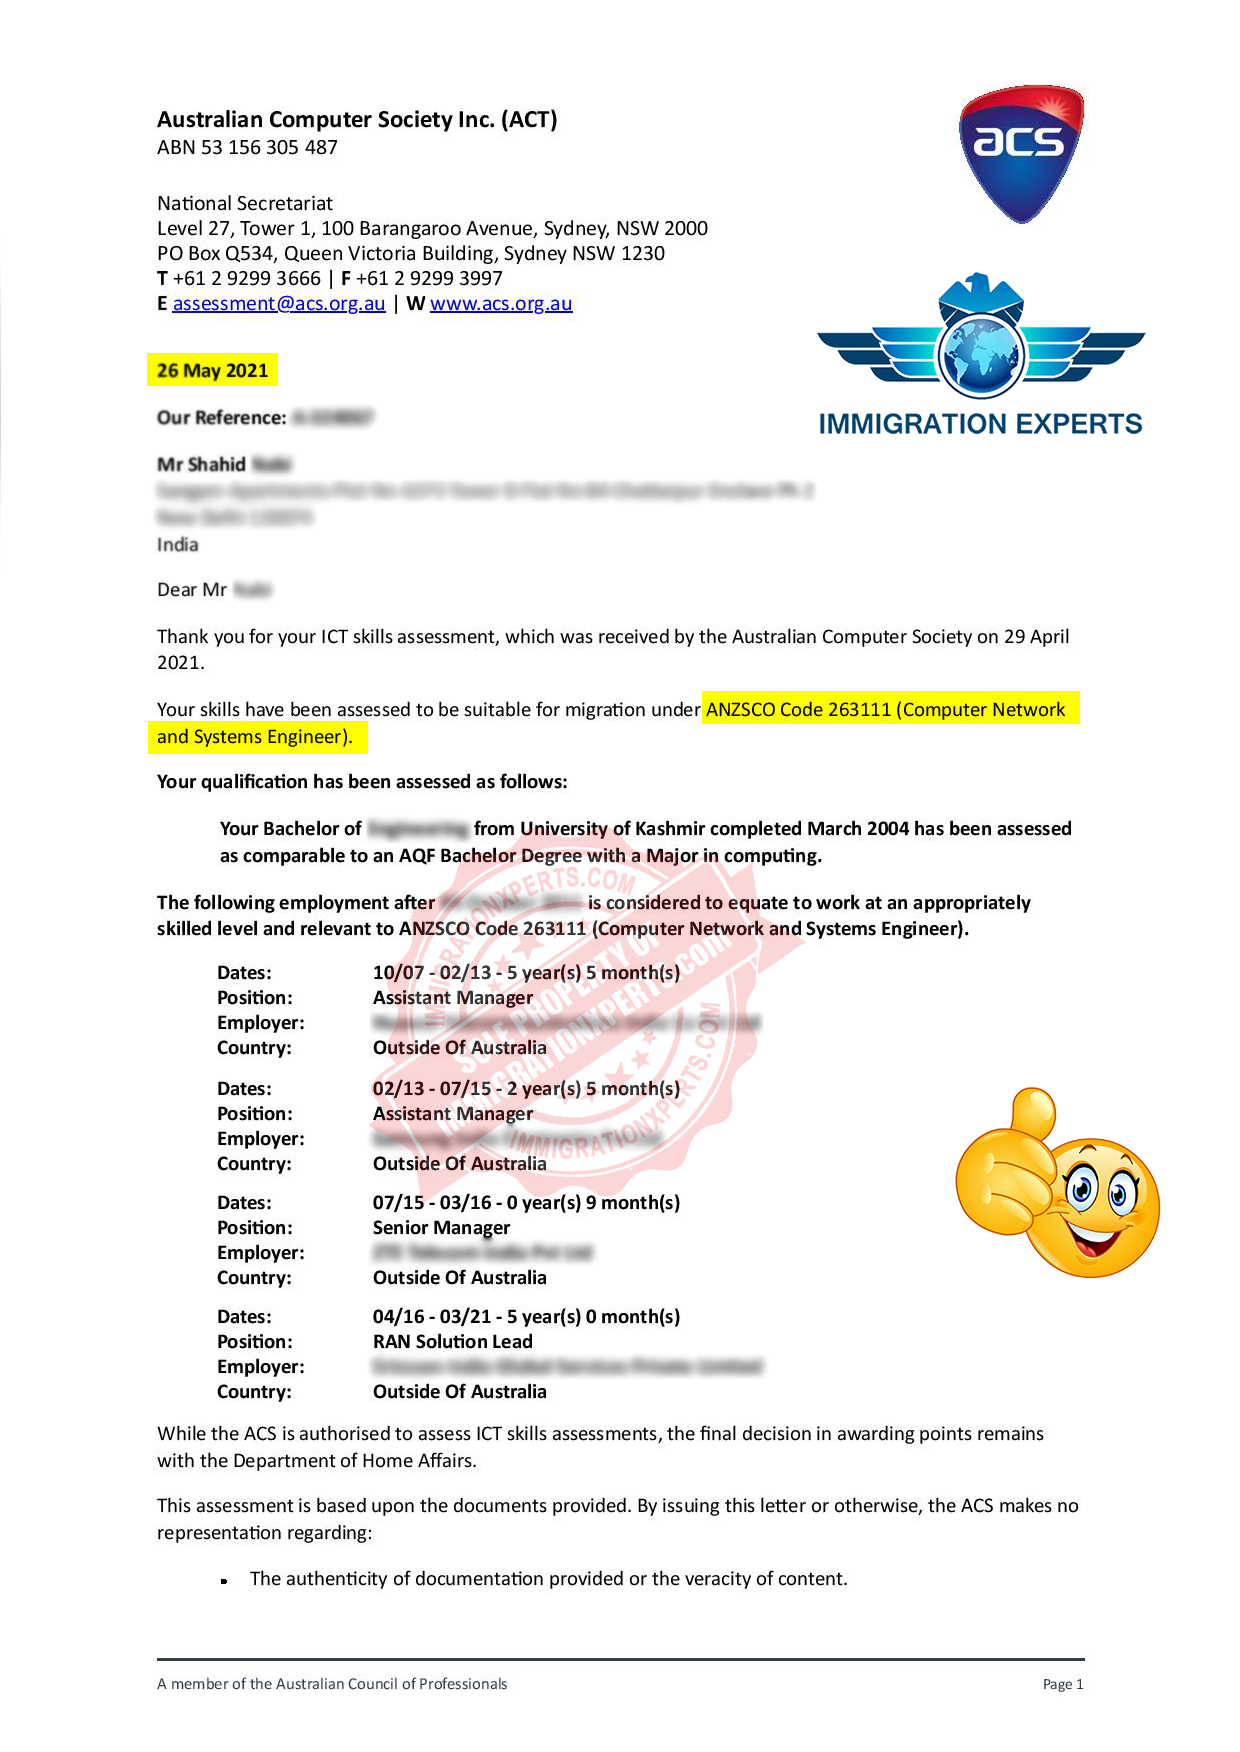 Australian Computer Society Inc. (ACT)
ABN 53 156 305 487
acs
National Secretariat
Level 27, Tower 1, 100 Barangaroo Avenue, Sydney, NSW 2000
PO Box Q534, Queen Victoria Building, Sydney NSW 1230
T +61 2 9299 3666 | F +61 2 9299 3997
E assessment@acs.org.au | W www.acs.org.au
IMMIGRATION EXPERTS
26 May 2021
Our Reference:
Mr Shahid
India
Dear Mr
Thank you for your ICT skills assessment, which was received by the Australian Computer Society on 29 April
2021.
Your skills have been assessed to be suitable for migration under ANZSCO Code 263111 (Computer Network
and Systems Engineer).
Your qualification has been assessed as follows:
Your Bachelor of from University of Kashmir completed March 2004 has been assessed
as comparable to an AQF Bachelor Degree with a Major in computing.
The following employment after is considered to equate to work at an appropriately
skilled level and relevant to ANZSCO Code 263111 (Computer Network and Systems Engineer).
Dates: 10/07 - 02/13 - 5 year(s) 5 month(s)
Position: Assistant Manager
Employer:
Country: Outside Of Australia
Dates: 02/13 - 07/15 - 2 year(s) 5 month(s)
Position: Assistant Manager
Employer:
Country: Outside Of Australia
Dates: 07/15 - 03/16 - 0 year(s) 9 month(s)
Position: Senior Manager
Employer:
Country: Outside Of Australia
Dates: 04/16 - 03/21 - 5 year(s) 0 month(s)
Position: RAN Solution Lead
Employer:
Country: Outside Of Australia
IMMIGRATIONXPERTS.COM
SOLE PROPERTY OF
IMMIGRATIONXPERTS.com
IMMIGRATIONXPERTS.COM
While the ACS is authorised to assess ICT skills assessments, the final decision in awarding points remains
with the Department of Home Affairs.
This assessment is based upon the documents provided. By issuing this letter or otherwise, the ACS makes no
representation regarding:
▪ The authenticity of documentation provided or the veracity of content.
A member of the Australian Council of Professionals Page 1